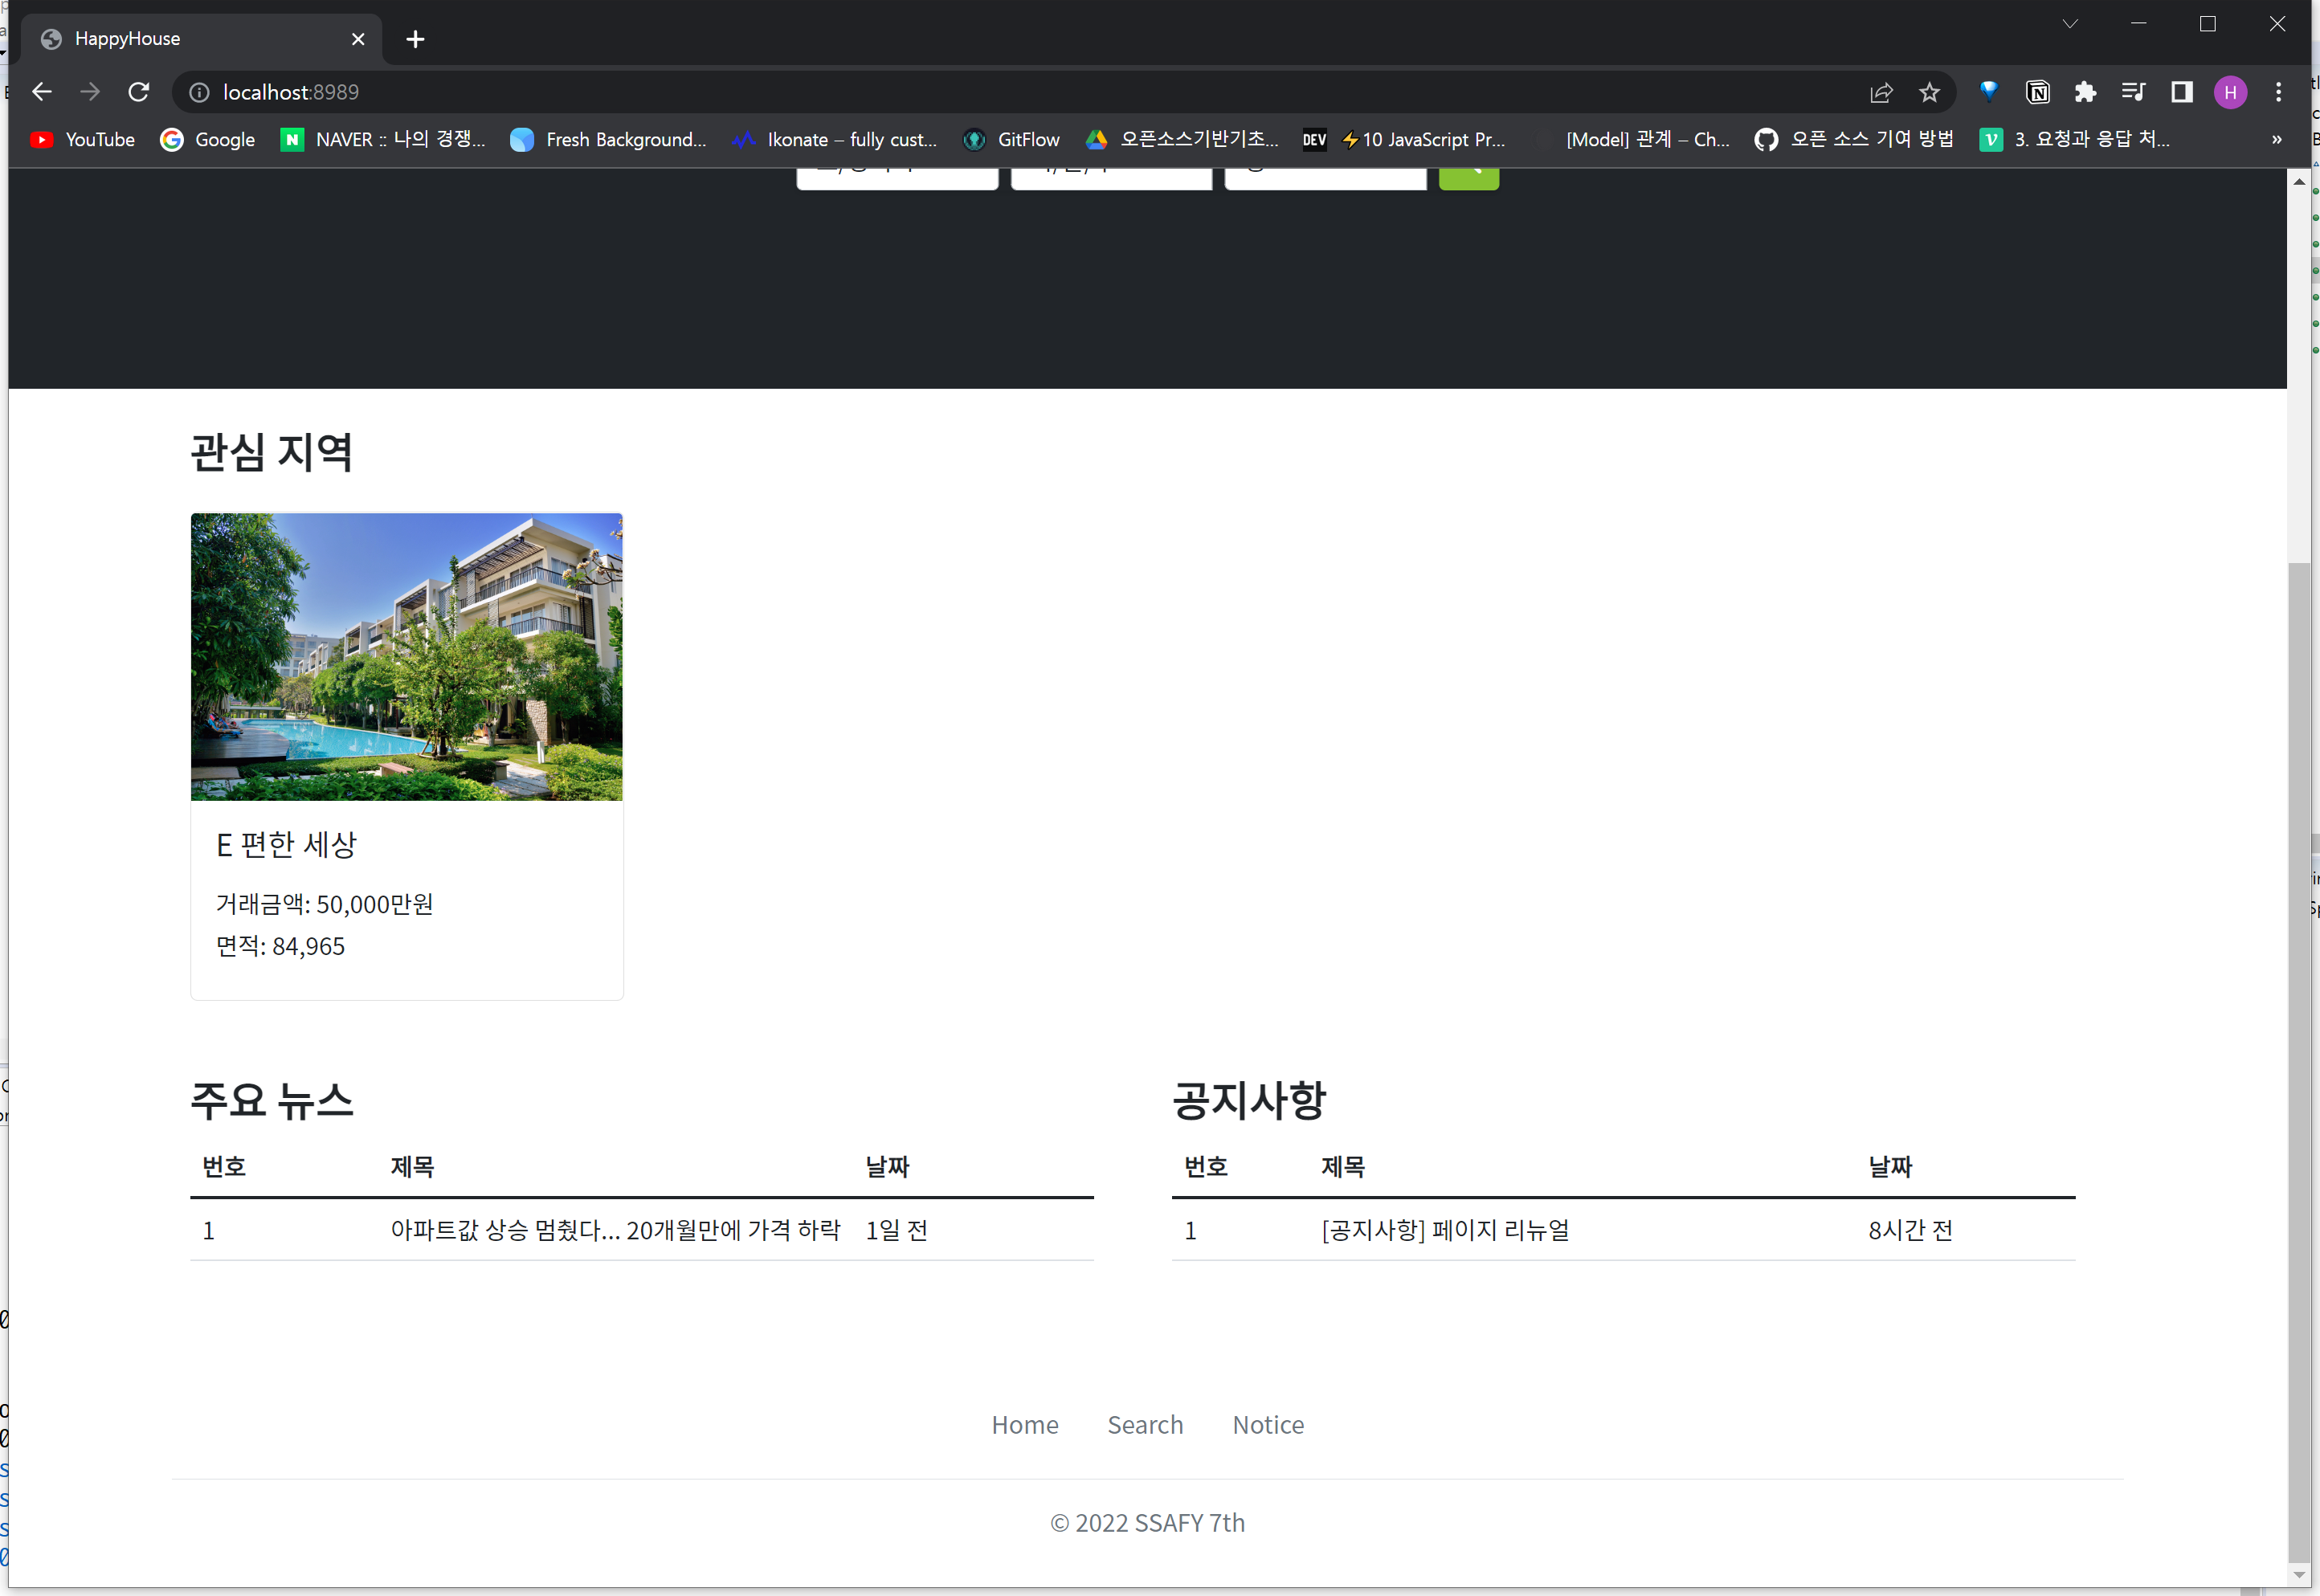 HappyHouse
localhost:8989
YouTube
Google
NAVER :: 나의 경쟁...
Fresh Background...
Ikonate – fully cust...
GitFlow
오픈소스기반기초...
DEV ⚡10 JavaScript Pr...
[Model] 관계 – Ch...
오픈 소스 기여 방법
3. 요청과 응답 처...
»
H
관심 지역
E 편한 세상
거래금액: 50,000만원
면적: 84,965
주요 뉴스
번호 제목 날짜
1 아파트값 상승 멈췄다... 20개월만에 가격 하락 1일 전
공지사항
번호 제목 날짜
1 [공지사항] 페이지 리뉴얼 8시간 전
Home Search Notice
© 2022 SSAFY 7th